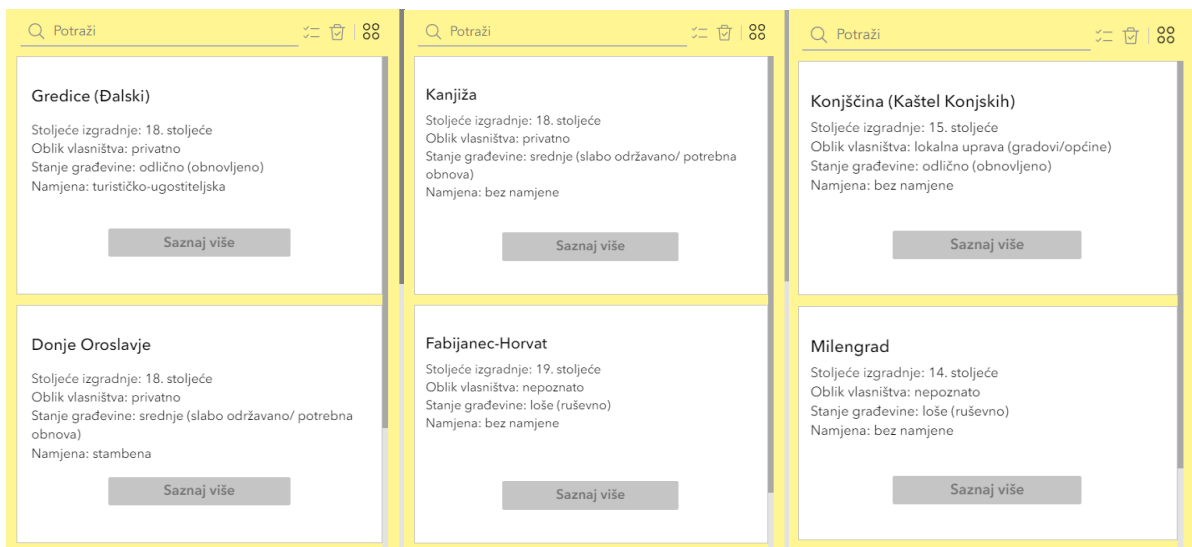 Potraži
Gredice (Đalski)
Stoljeće izgradnje: 18. stoljeće
Oblik vlasništva: privatno
Stanje građevine: odlično (obnovljeno)
Namjena: turističko-ugostiteljska
Saznaj više
Donje Oroslavje
Stoljeće izgradnje: 18. stoljeće
Oblik vlasništva: privatno
Stanje građevine: srednje (slabo održavano/ potrebna
obnova)
Namjena: stambena
Saznaj više
Potraži
Kanjiža
Stoljeće izgradnje: 18. stoljeće
Oblik vlasništva: privatno
Stanje građevine: srednje (slabo održavano/ potrebna
obnova)
Namjena: bez namjene
Saznaj više
Fabijanec-Horvat
Stoljeće izgradnje: 19. stoljeće
Oblik vlasništva: nepoznato
Stanje građevine: loše (ruševno)
Namjena: bez namjene
Saznaj više
Potraži
Konjščina (Kaštel Konjskih)
Stoljeće izgradnje: 15. stoljeće
Oblik vlasništva: lokalna uprava (gradovi/općine)
Stanje građevine: odlično (obnovljeno)
Namjena: bez namjene
Saznaj više
Milengrad
Stoljeće izgradnje: 14. stoljeće
Oblik vlasništva: nepoznato
Stanje građevine: loše (ruševno)
Namjena: bez namjene
Saznaj više